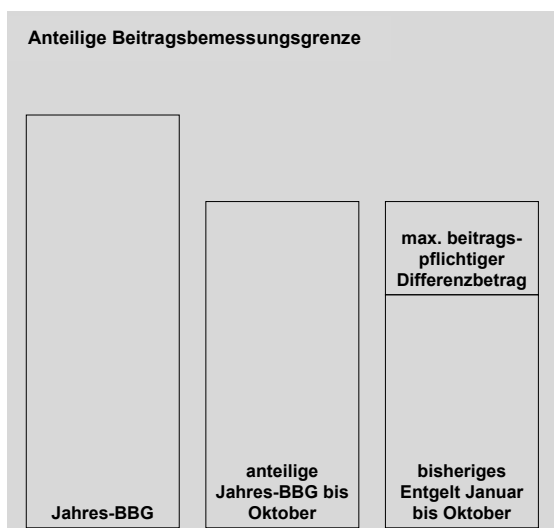 Anteilige Beitragsbemessungsgrenze
Jahres-BBG
anteilige
Jahres-BBG bis
Oktober
max. beitrags-
pflichtiger
Differenzbetrag
bisheriges
Entgelt Januar
bis Oktober